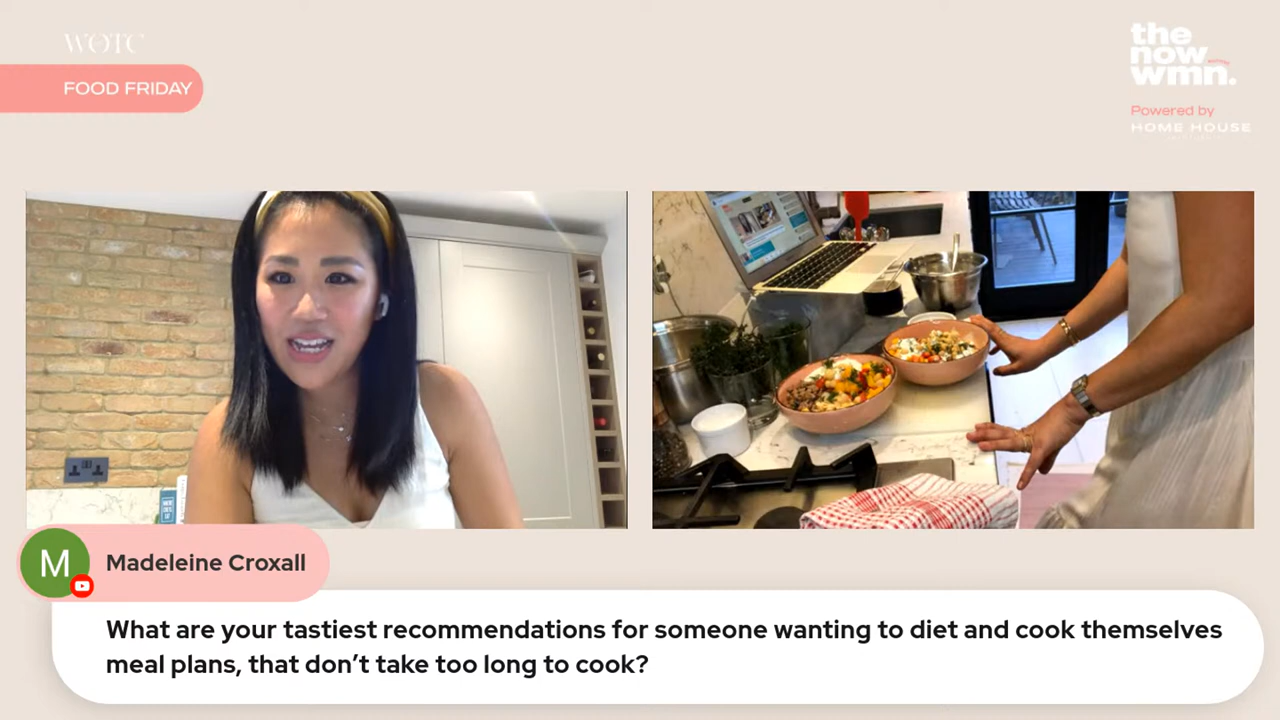 WOTC
FOOD FRIDAY
the
now
wmn.
Powered by
HOME HOUSE
M
Madeleine Croxall
What are your tastiest recommendations for someone wanting to diet and cook themselves
meal plans, that don’t take too long to cook?